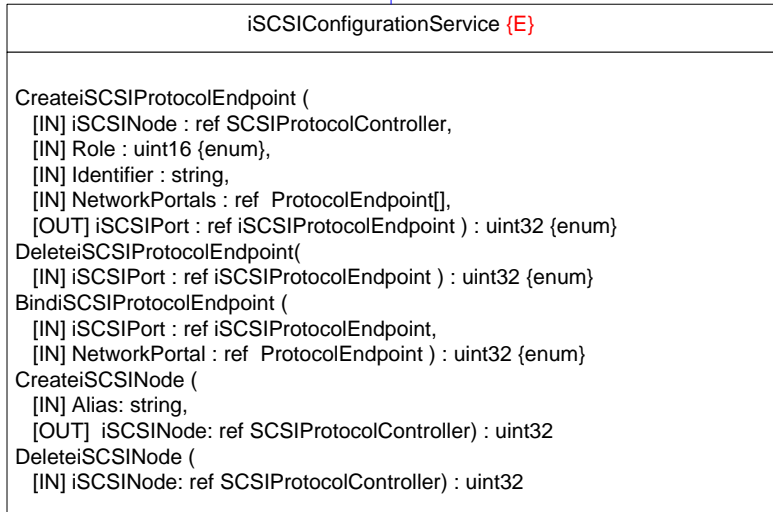 iSCSIConfigurationService {E}
CreateiSCSIProtocolEndpoint (
[IN] iSCSINode : ref SCSIProtocolController,
[IN] Role : uint16 {enum},
[IN] Identifier : string,
[IN] NetworkPortals : ref  ProtocolEndpoint[],
[OUT] iSCSIPort : ref iSCSIProtocolEndpoint ) : uint32 {enum}
DeleteiSCSIProtocolEndpoint(
[IN] iSCSIPort : ref iSCSIProtocolEndpoint ) : uint32 {enum}
BindiSCSIProtocolEndpoint (
[IN] iSCSIPort : ref iSCSIProtocolEndpoint,
[IN] NetworkPortal : ref  ProtocolEndpoint ) : uint32 {enum}
CreateiSCSINode (
[IN] Alias: string,
[OUT]  iSCSINode: ref SCSIProtocolController) : uint32
DeleteiSCSINode (
[IN] iSCSINode: ref SCSIProtocolController) : uint32